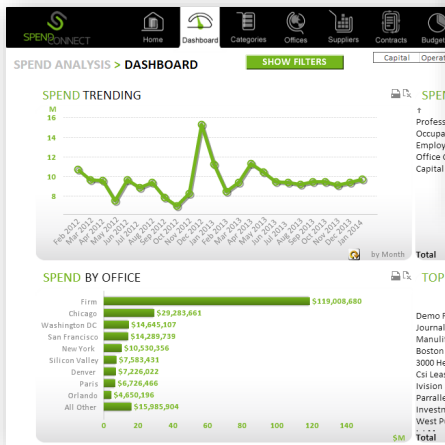 SPENDCONNECT
Home
Dashboard
Categories
Offices
Suppliers
Contracts
Budget
SPEND ANALYSIS > DASHBOARD
SHOW FILTERS
Capital
Operat
SPEND TRENDING
M
16
14
12
10
8
Feb 2012
Mar 2012
Apr 2012
May 2012
Jun 2012
Jul 2012
Aug 2012
Sep 2012
Oct 2012
Nov 2012
Dec 2012
Jan 2013
Feb 2013
Mar 2013
Apr 2013
May 2013
Jun 2013
Jul 2013
Aug 2013
Sep 2013
Oct 2013
Nov 2013
Dec 2013
Jan 2014
by Month
SPEN
Profess
Occupa
Employ
Office
Capital
Total
SPEND BY OFFICE
Firm $119,008,680
Chicago $29,283,661
Washington DC $14,645,107
San Francisco $14,289,739
New York $10,530,356
Silicon Valley $7,583,431
Denver $7,226,022
Paris $6,726,466
Orlando $4,650,196
All Other $15,985,904
0 20 40 60 80 100 120 140
$M
TOP
Demo F
Journal
Manulif
Boston
3000 He
Csi Leas
Ivision
Parralle
Investm
West P
Total